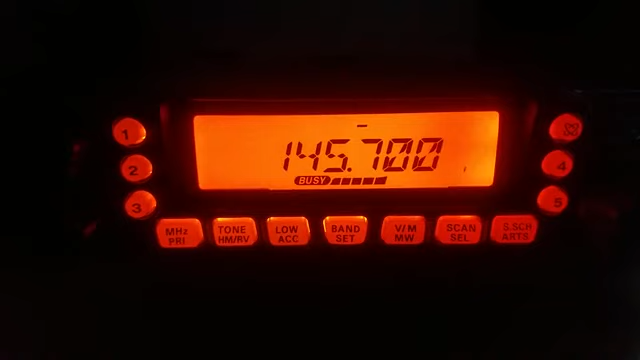 145.700
BUSY
1
2
3
4
5
MHz TONE LOW BAND V/M SCAN S.SCH
PRI HM/RV ACC SET MW SEL ARTS